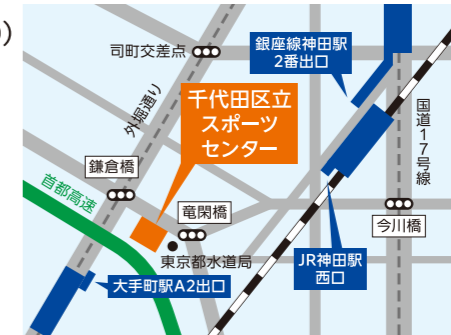 )
司町交差点
銀座線神田駅
2番出口
外堀通り
千代田区立
スポーツ
センター
国道17号線
鎌倉橋
首都高速
竜閑橋
今川橋
東京都水道局
JR神田駅
西口
大手町駅A2出口